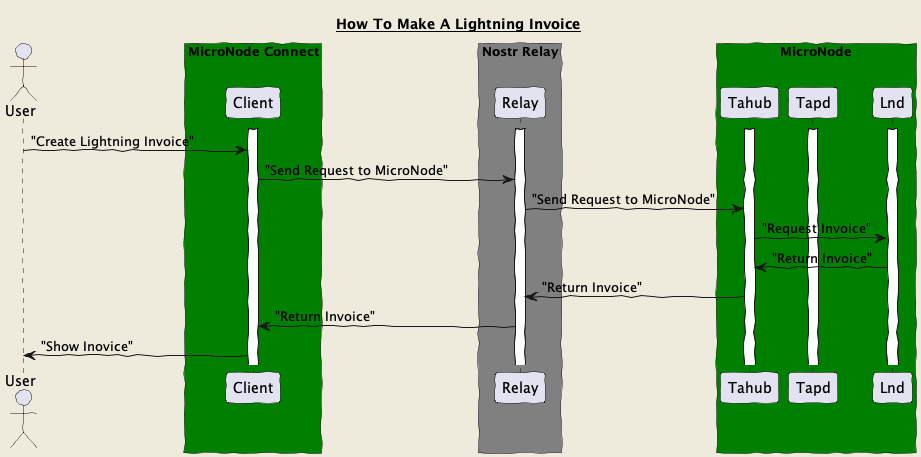 How To Make A Lightning Invoice
MicroNode Connect
Nostr Relay
MicroNode
User
Client
Relay
Tahub
Tapd
Lnd
"Create Lightning Invoice"
"Send Request to MicroNode"
"Send Request to MicroNode"
"Request Invoice"
"Return Invoice"
"Return Invoice"
"Return Invoice"
"Show Inovice"
User
Client
Relay
Tahub
Tapd
Lnd